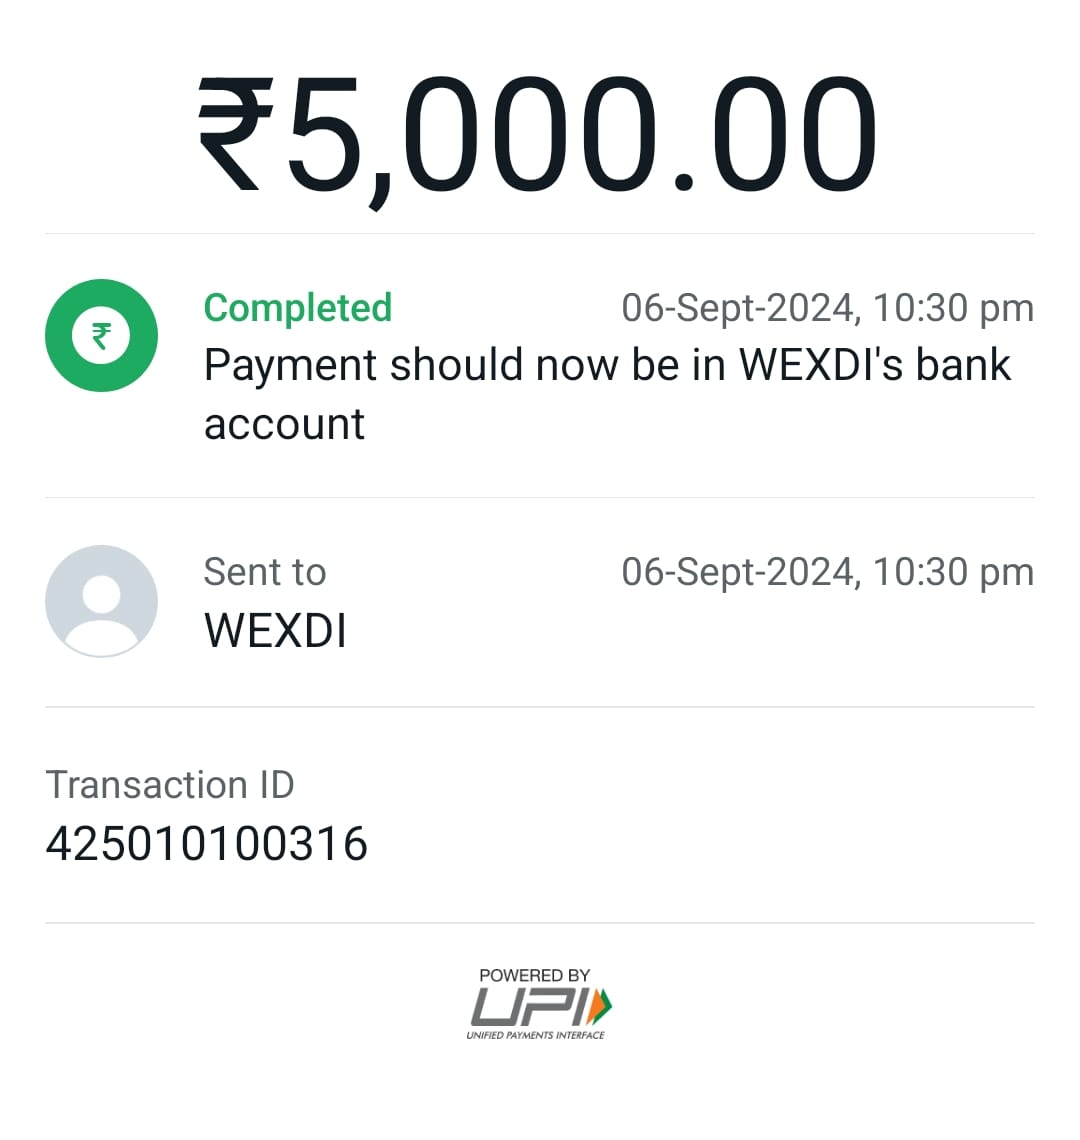 ₹5,000.00
₹
Completed 06-Sept-2024, 10:30 pm
Payment should now be in WEXDI's bank
account
Sent to 06-Sept-2024, 10:30 pm
WEXDI
Transaction ID
425010100316
POWERED BY
UPI
UNIFIED PAYMENTS INTERFACE